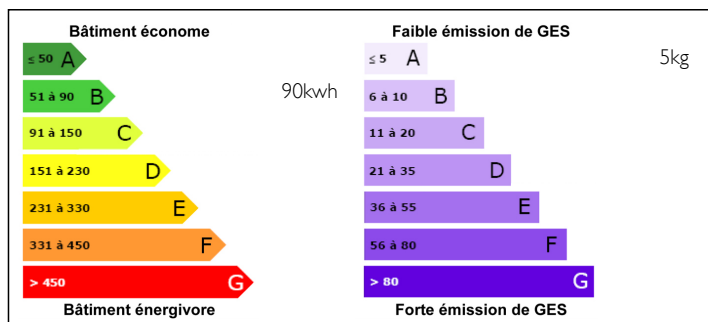 Bâtiment économe
≤ 50 A
51 à 90 B
90kwh
91 à 150 C
151 à 230 D
231 à 330 E
331 à 450 F
> 450 G
Bâtiment énergivore
Faible émission de GES
≤ 5 A
5kg
6 à 10 B
11 à 20 C
21 à 35 D
36 à 55 E
56 à 80 F
> 80 G
Forte émission de GES